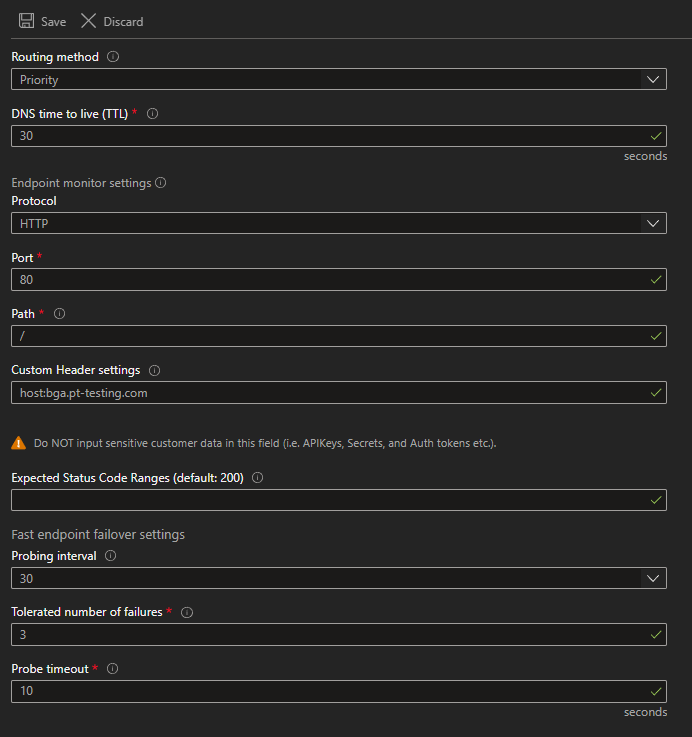 Save Discard
Routing method
Priority
DNS time to live (TTL) *
30
seconds
Endpoint monitor settings
Protocol
HTTP
Port *
80
Path *
/
Custom Header settings
host:bga.pt-testing.com
Do NOT input sensitive customer data in this field (i.e. APIKeys, Secrets, and Auth tokens etc.).
Expected Status Code Ranges (default: 200)
Fast endpoint failover settings
Probing interval
30
Tolerated number of failures *
3
Probe timeout *
10
seconds